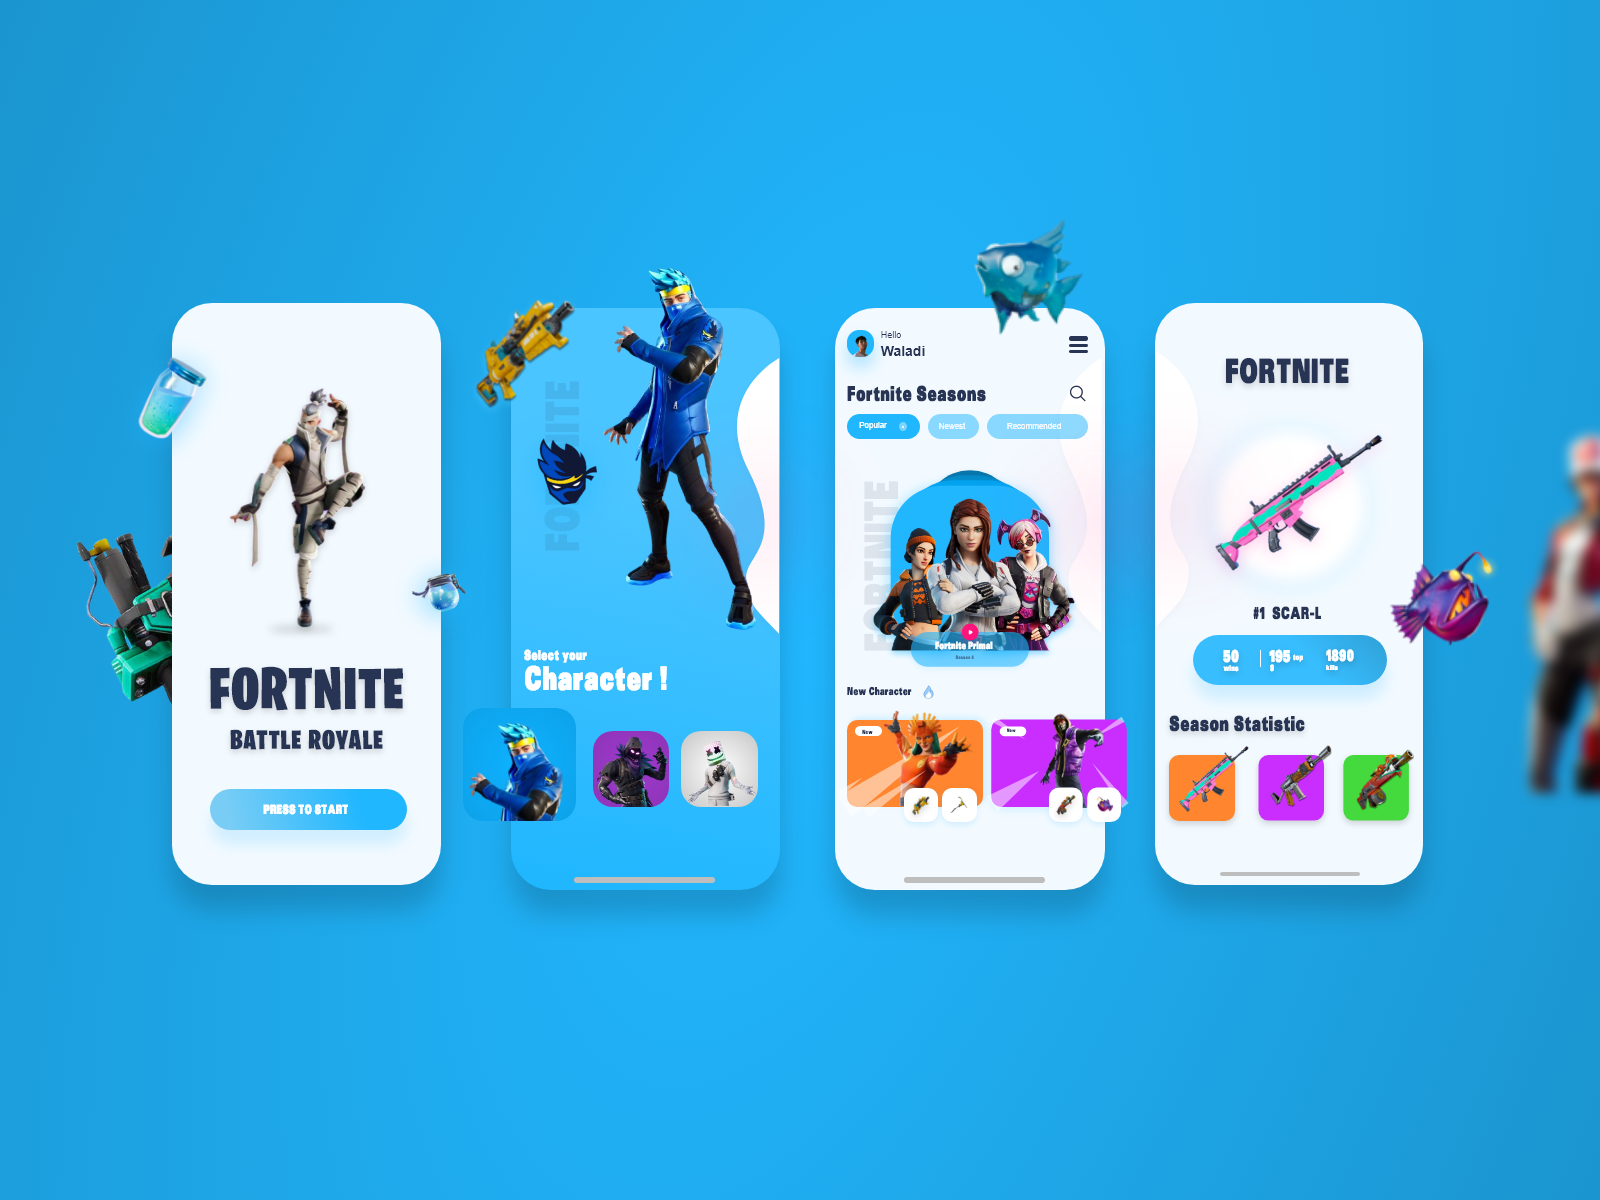 FORTNITE
BATTLE ROYALE
PRESS TO START
FORTNITE
Select your
Character !
Hello
Waladi
Fortnite Seasons
Popular
Newest
Recommended
FORTNITE
Fortnite Primal
Season 6
New Character
New
New
FORTNITE
#1 SCAR-L
50
wins
195 top
9
1890
kills
Season Statistic